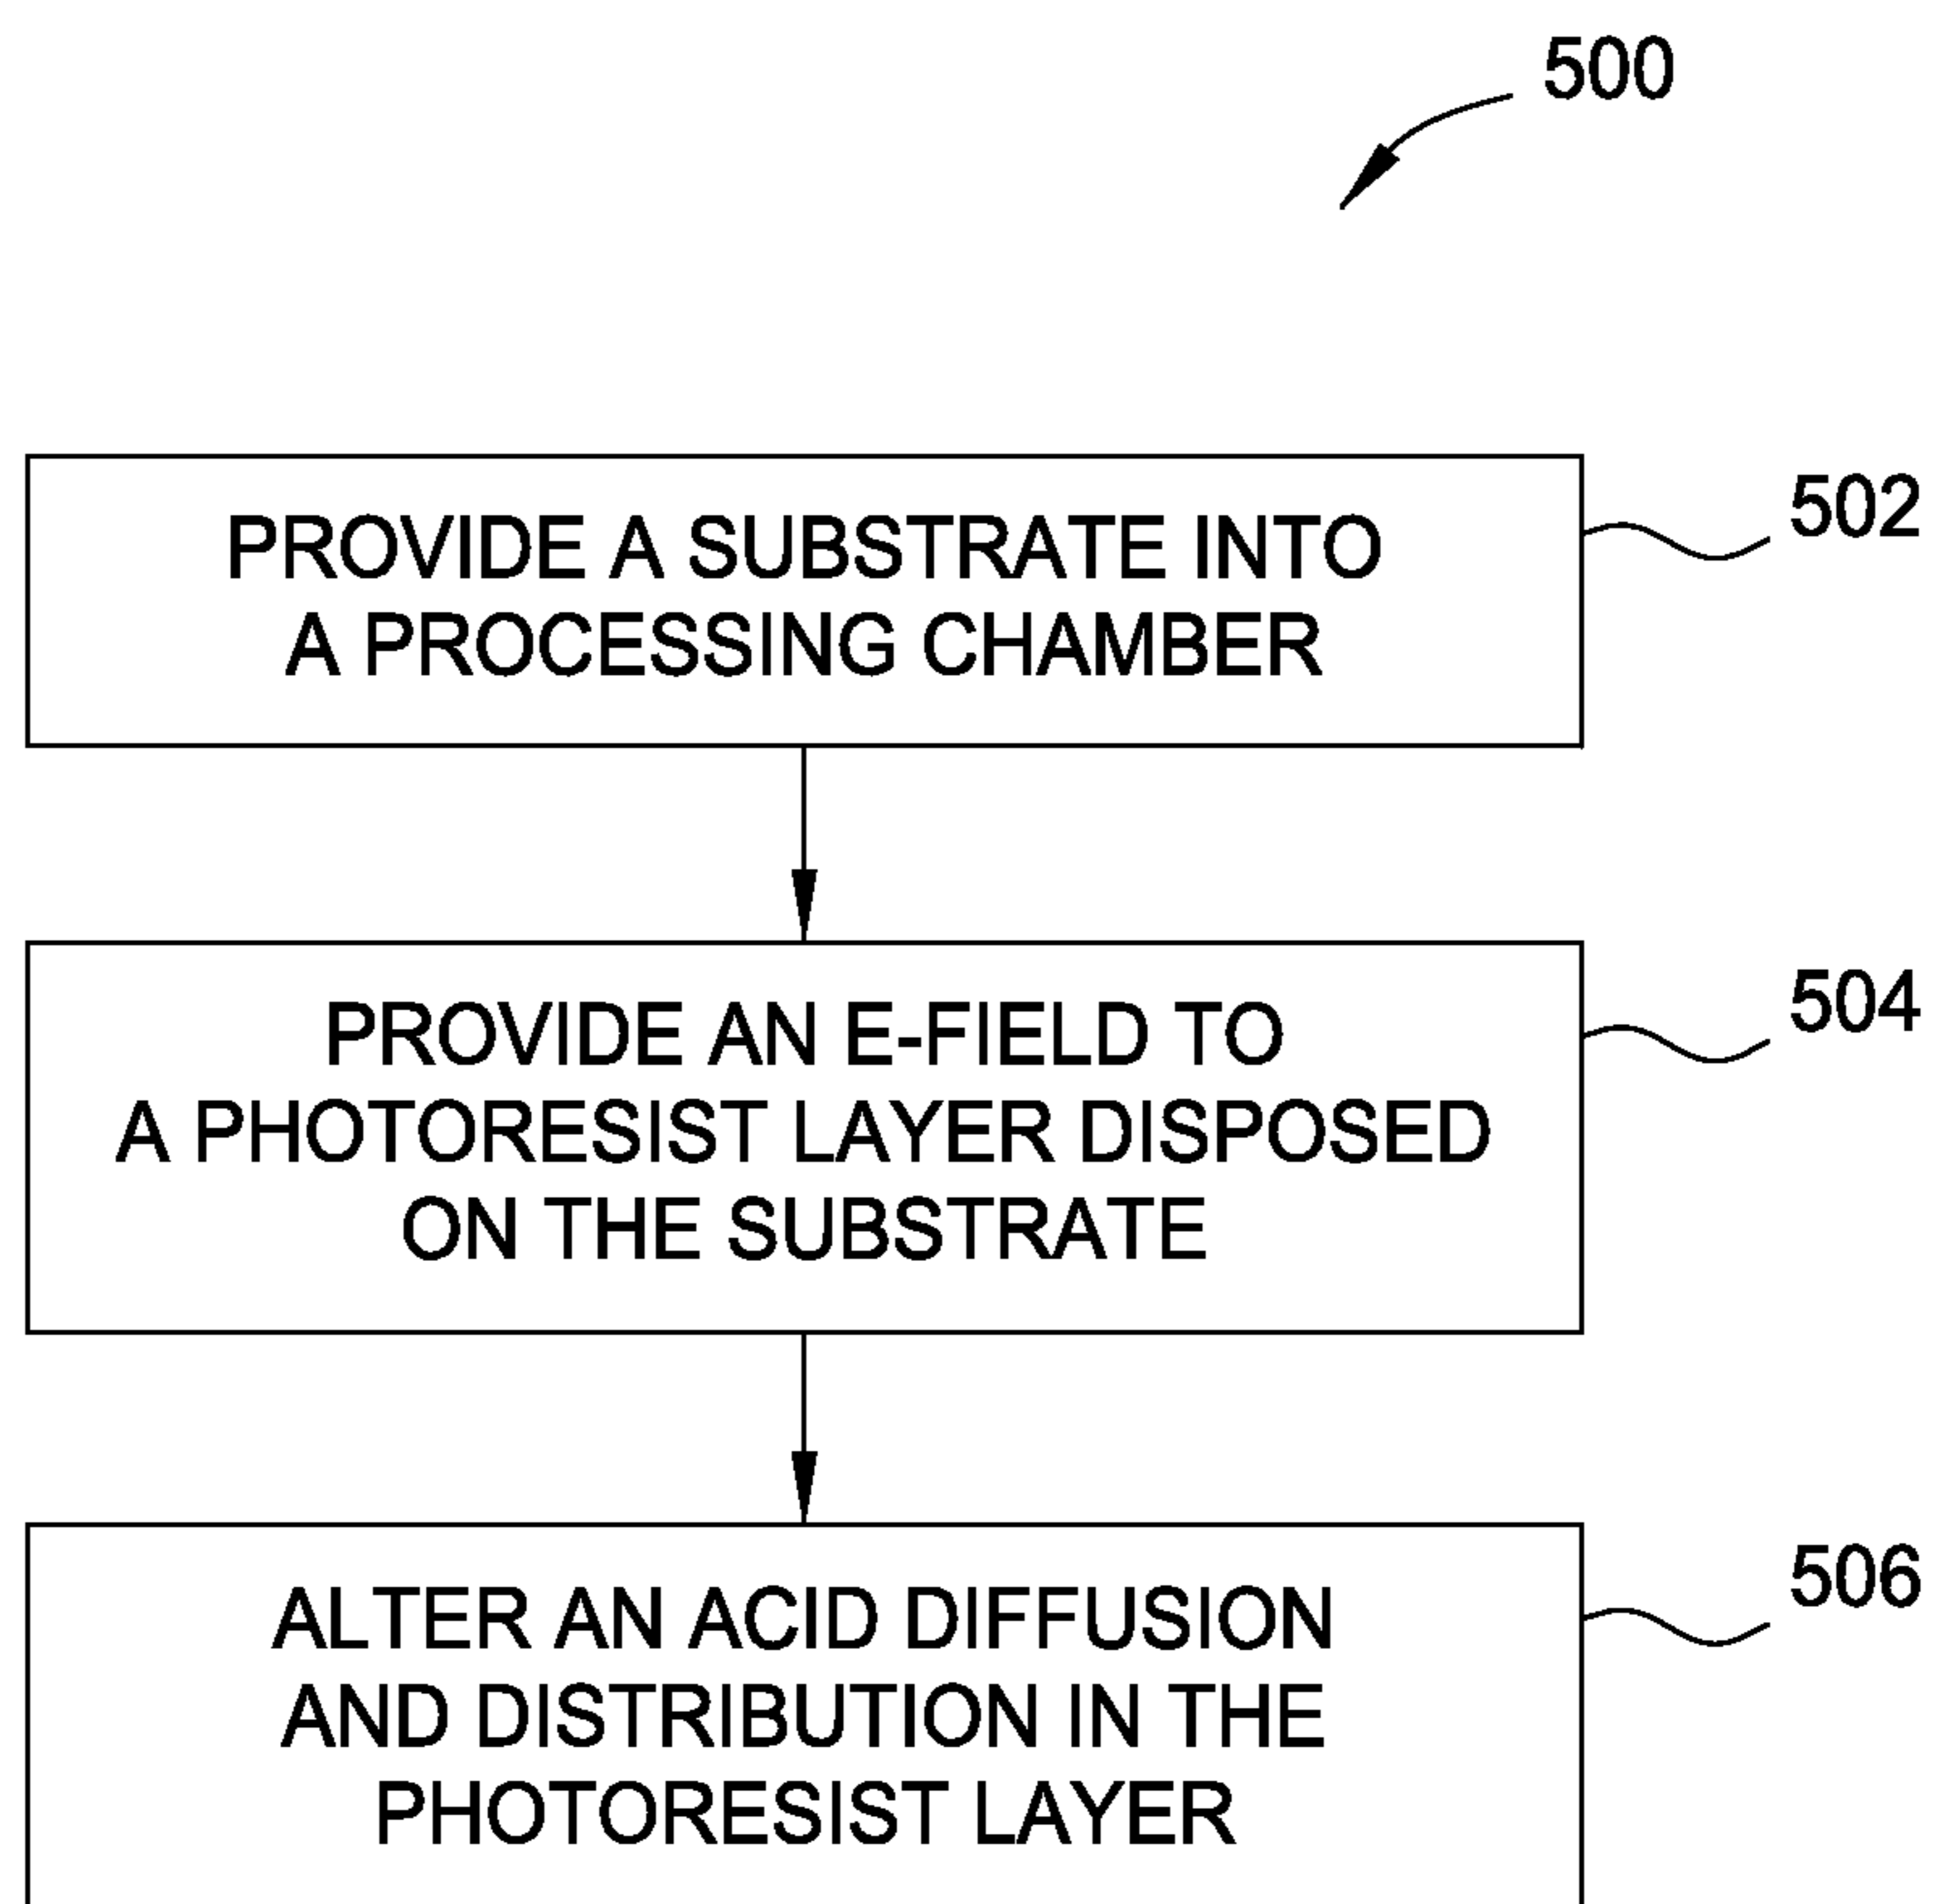 500
PROVIDE A SUBSTRATE INTO
A PROCESSING CHAMBER
502
PROVIDE AN E-FIELD TO
A PHOTORESIST LAYER DISPOSED
ON THE SUBSTRATE
504
ALTER AN ACID DIFFUSION
AND DISTRIBUTION IN THE
PHOTORESIST LAYER
506